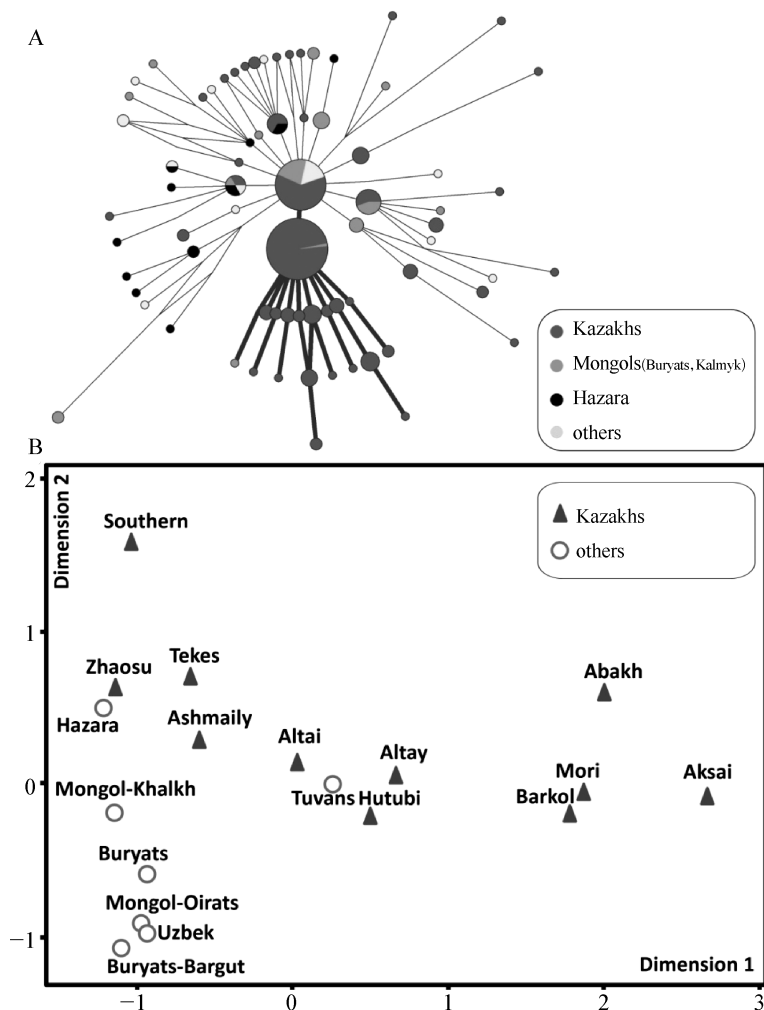 A
Kazakhs
Mongols(Buryats, Kalmyk)
Hazara
others
B
2
1
0
−1
Dimension 2
Kazakhs
others
Southern
Tekes
Zhaosu
Hazara
Ashmaily
Abakh
Altai
Altay
Mori
Aksai
Mongol-Khalkh
Tuvans
Hutubi
Barkol
Buryats
Mongol-Oirats
Uzbek
Buryats-Bargut
Dimension 1
−1 0 1 2 3